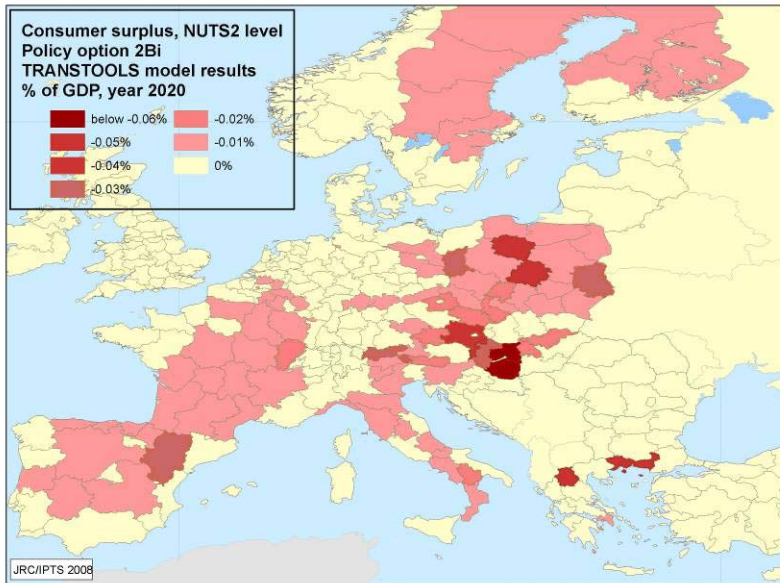 Consumer surplus, NUTS2 level
Policy option 2Bi
TRANSTOOLS model results
% of GDP, year 2020
below -0.06%
-0.02%
-0.05%
-0.01%
-0.04%
0%
-0.03%
JRC/IPTS 2008